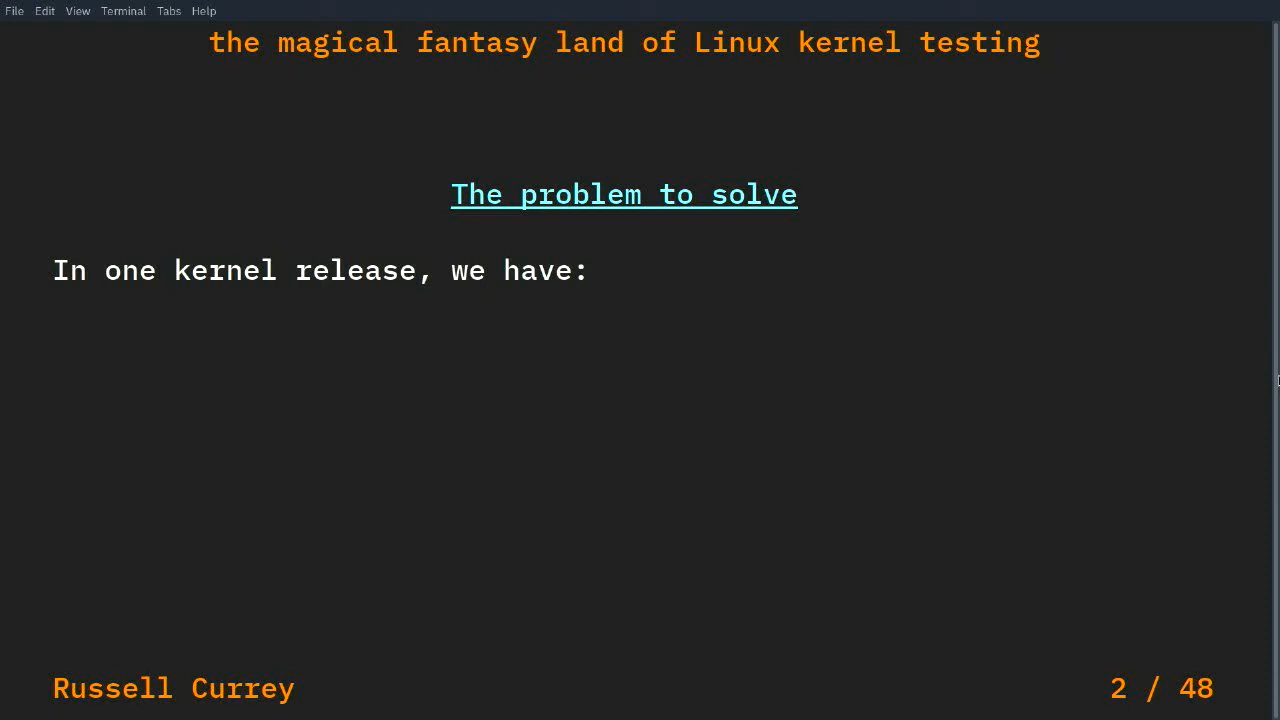 File Edit View Terminal Tabs Help
the magical fantasy land of Linux kernel testing
The problem to solve
In one kernel release, we have:
Russell Currey 2 / 48